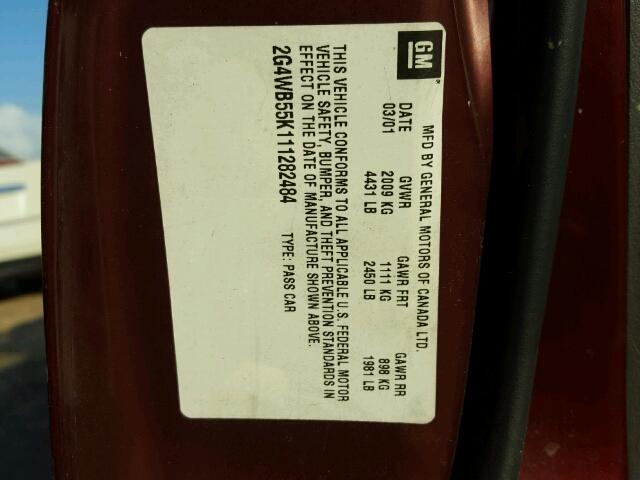 GM
MFD BY GENERAL MOTORS OF CANADA LTD.
DATE GVWR GAWR FRT GAWR RR
03/01 2009 KG 1111 KG 898 KG
4431 LB 2450 LB 1981 LB
THIS VEHICLE CONFORMS TO ALL APPLICABLE U.S. FEDERAL MOTOR
VEHICLE SAFETY, BUMPER, AND THEFT PREVENTION STANDARDS IN
EFFECT ON THE DATE OF MANUFACTURE SHOWN ABOVE.
2G4WB55K111282484 TYPE: PASS CAR